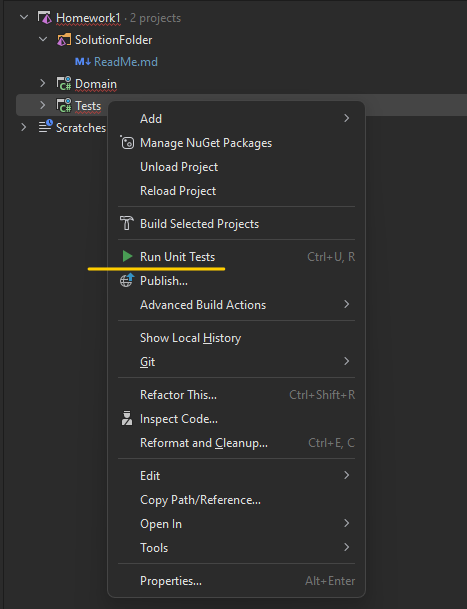 Homework1 · 2 projects
SolutionFolder
M↓ ReadMe.md
C# Domain
C# Tests
Scratches
Add
Manage NuGet Packages
Unload Project
Reload Project
Build Selected Projects
Run Unit Tests Ctrl+U, R
Publish...
Advanced Build Actions
Show Local History
Git
Refactor This... Ctrl+Shift+R
Inspect Code...
Reformat and Cleanup... Ctrl+E, C
Edit
Copy Path/Reference...
Open In
Tools
Properties... Alt+Enter